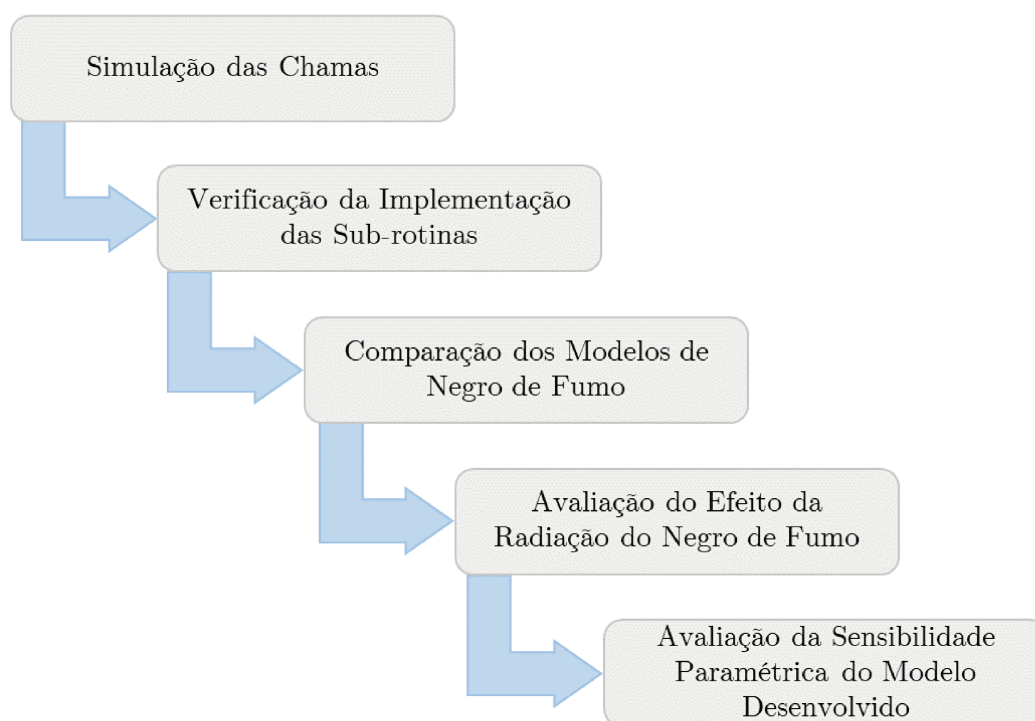 Simulação das Chamas
Verificação da Implementação
das Sub-rotinas
Comparação dos Modelos de
Negro de Fumo
Avaliação do Efeito da
Radiação do Negro de Fumo
Avaliação da Sensibilidade
Paramétrica do Modelo
Desenvolvido